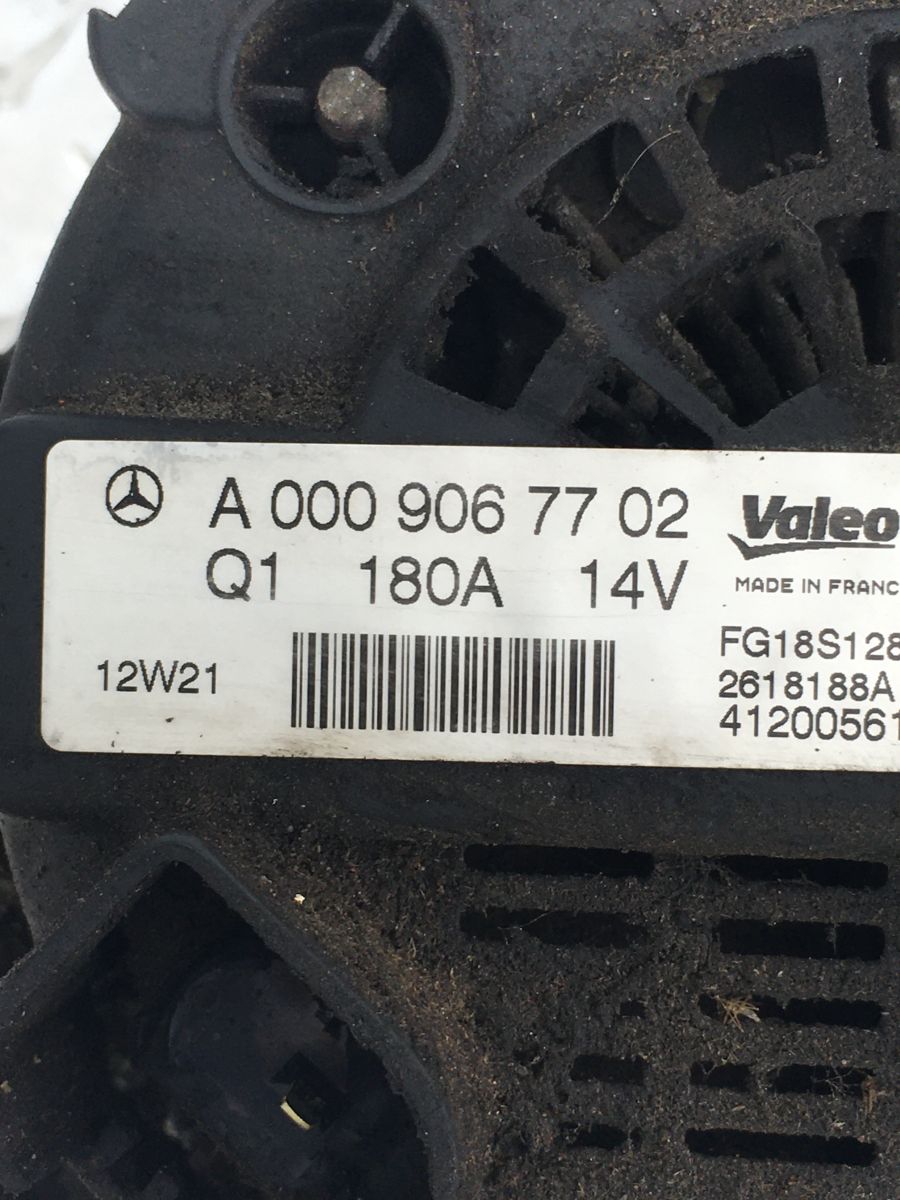 A 000 906 77 02
Q1 180A 14V
12W21
Valeo
MADE IN FRANC
FG18S128
2618188A
41200561